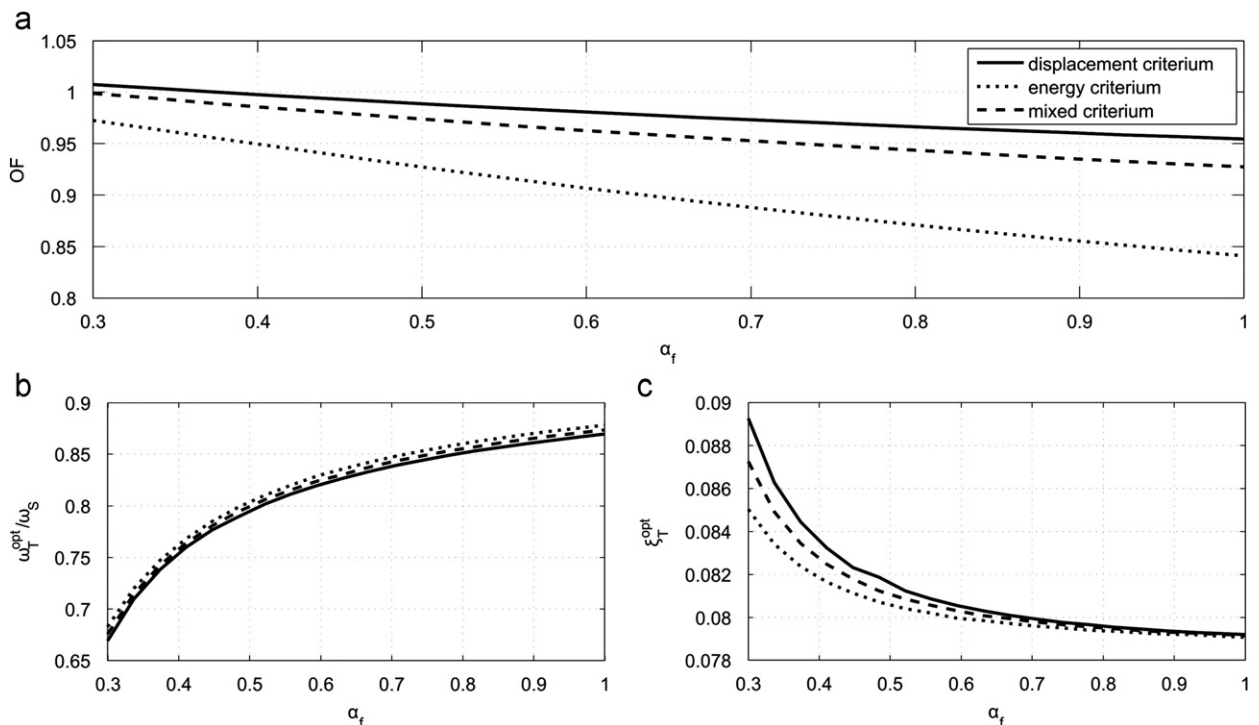 a
1.05
1
0.95
OF
0.9
0.85
0.8
displacement criterium
energy criterium
mixed criterium
0.3 0.4 0.5 0.6 0.7 0.8 0.9 1
α_f
b
0.9
0.85
0.8
ω_T^opt/ω_S
0.75
0.7
0.65
0.3 0.4 0.5 0.6 0.7 0.8 0.9 1
α_f
c
0.09
0.088
0.086
ξ_T^opt
0.084
0.082
0.08
0.078
0.3 0.4 0.5 0.6 0.7 0.8 0.9 1
α_f